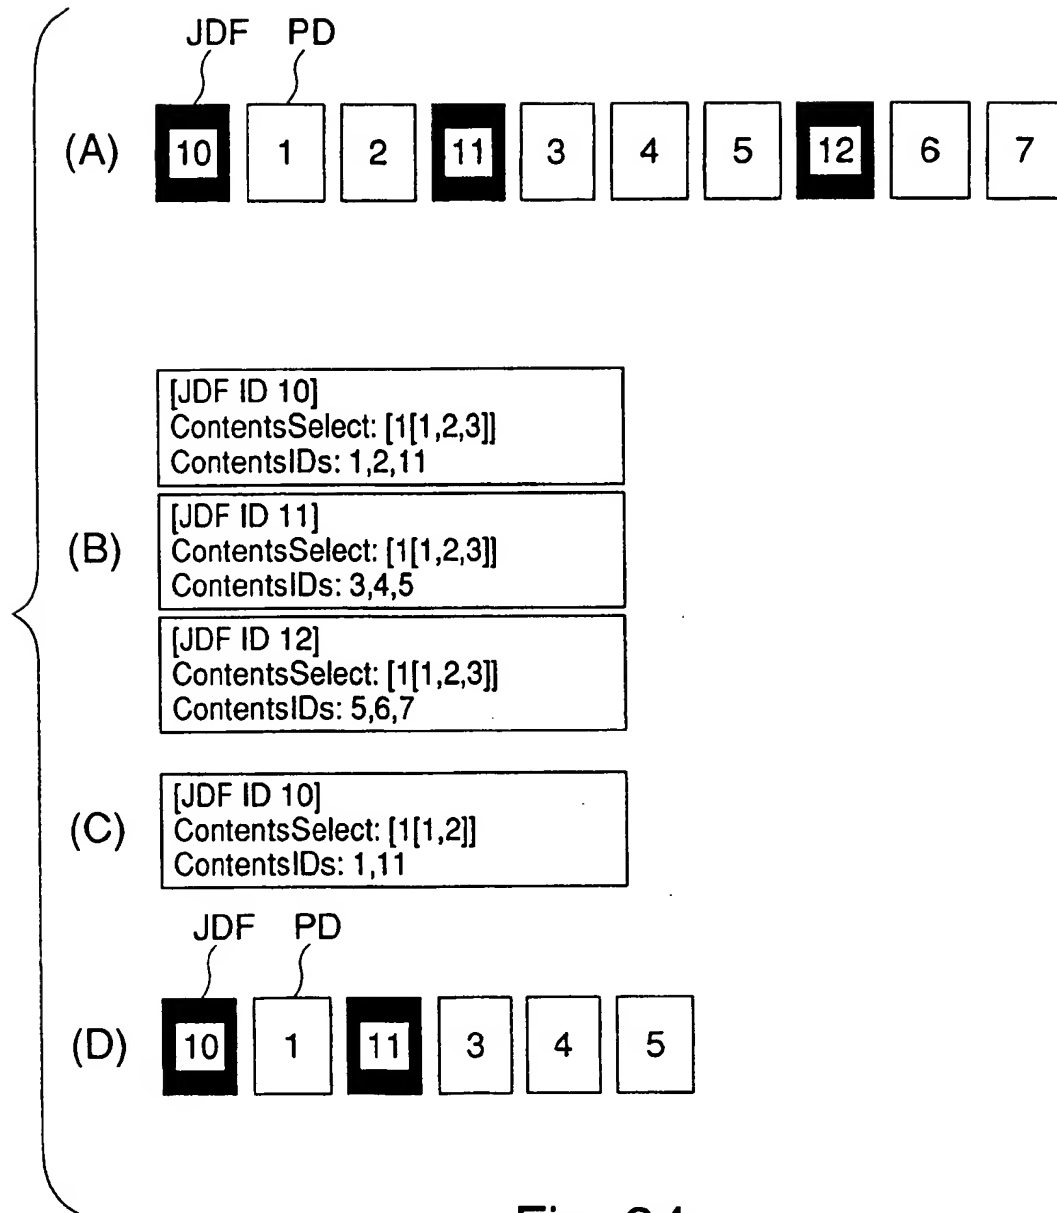 JDF PD
(A) 10 1 2 11 3 4 5 12 6 7
[JDF ID 10]
ContentsSelect: [1[1,2,3]]
ContentsIDs: 1,2,11
(B)
[JDF ID 11]
ContentsSelect: [1[1,2,3]]
ContentsIDs: 3,4,5
[JDF ID 12]
ContentsSelect: [1[1,2,3]]
ContentsIDs: 5,6,7
(C)
[JDF ID 10]
ContentsSelect: [1[1,2]]
ContentsIDs: 1,11
JDF PD
(D) 10 1 11 3 4 5